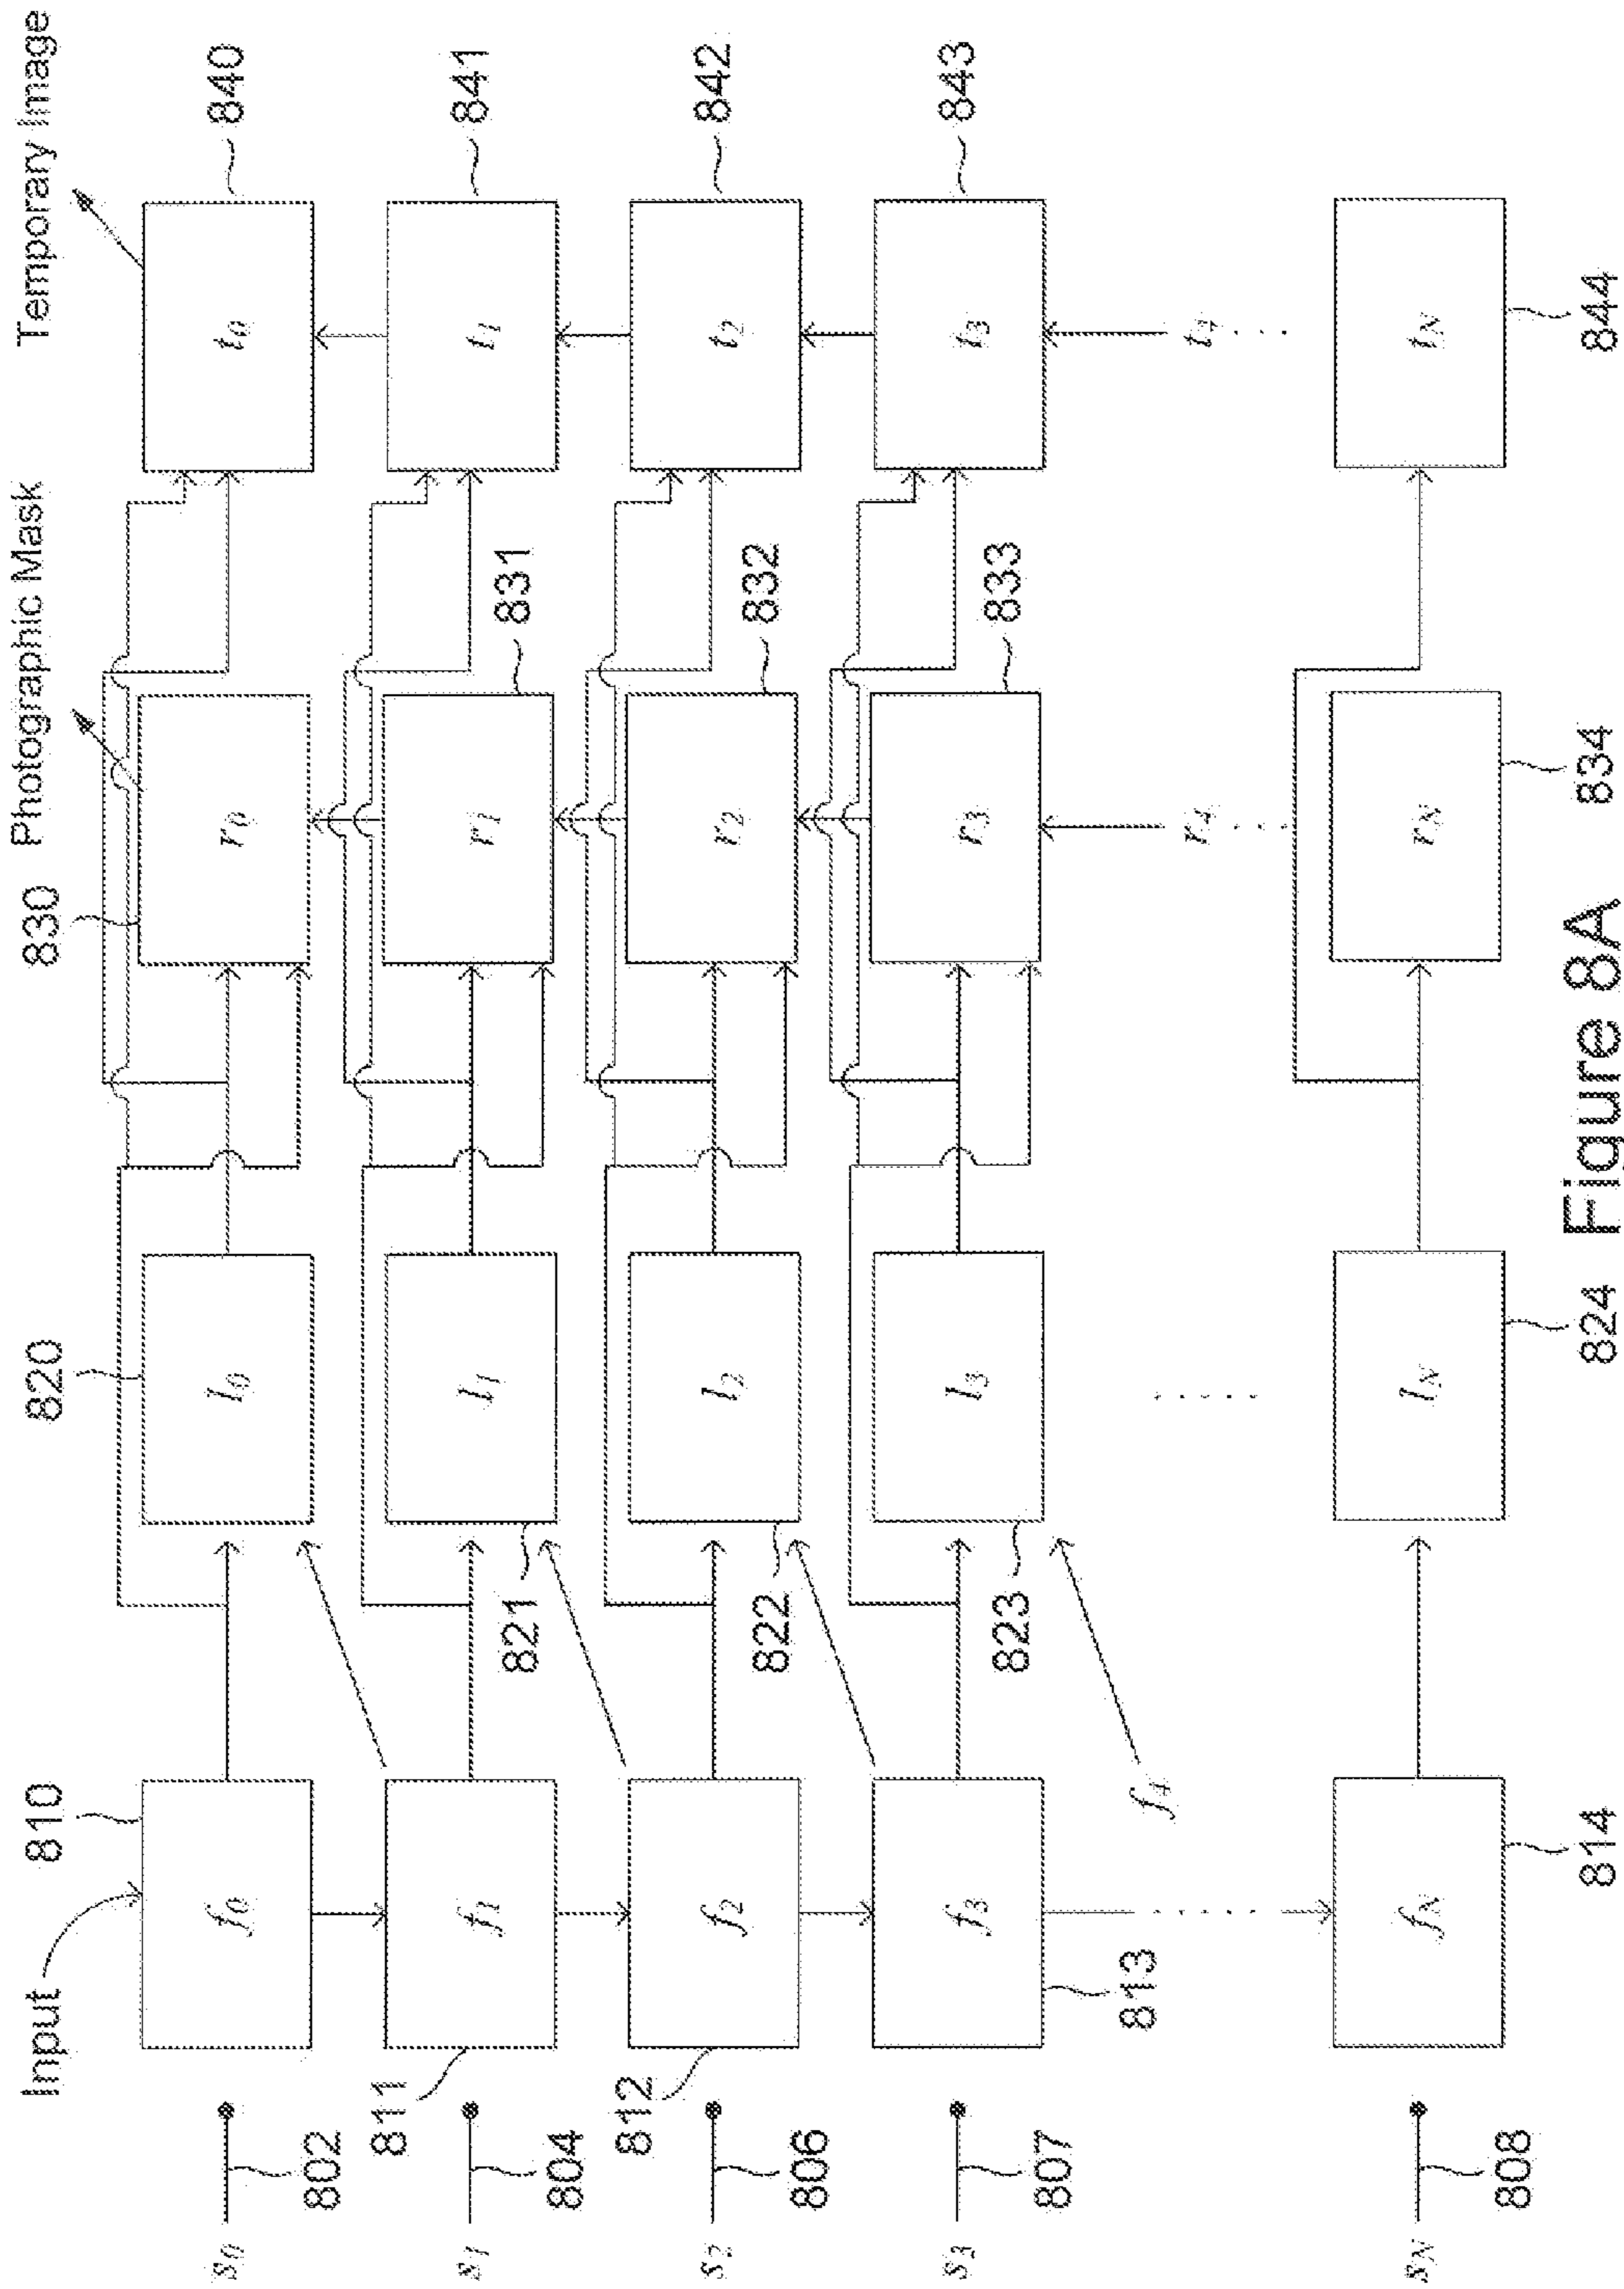 Input
810
820
830
Photographic Mask
Temporary Image
s0
802
f0
l0
r0
t0
840
811
s1
804
f1
821
l1
r1
831
t1
841
812
s2
806
f2
822
l2
r2
832
t2
842
s3
807
f3
823
l3
r3
833
t3
843
813
f4
r4
t4
sN
808
fN
lN
rN
tN
814
824
834
844
Figure 8A